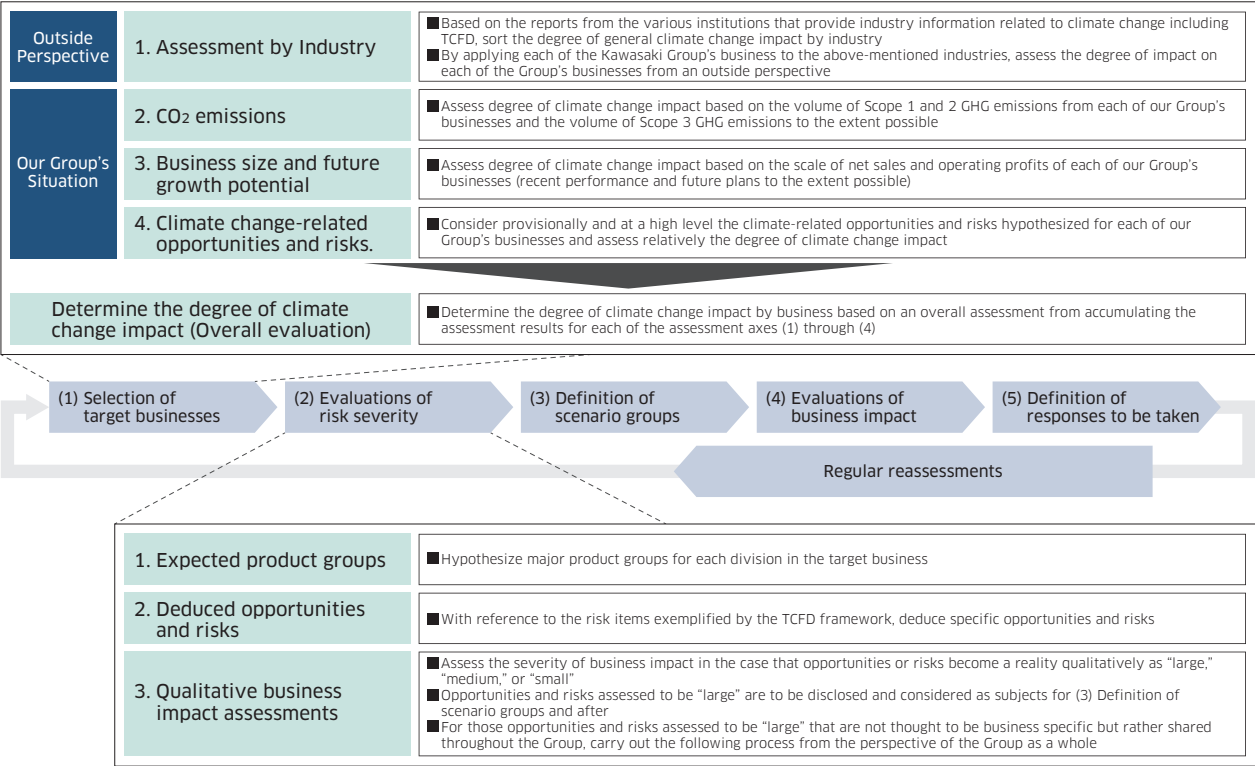 Outside
Perspective
1. Assessment by Industry
■Based on the reports from the various institutions that provide industry information related to climate change including
TCFD, sort the degree of general climate change impact by industry
■By applying each of the Kawasaki Group's business to the above-mentioned industries, assess the degree of impact on
each of the Group's businesses from an outside perspective
Our Group's
Situation
2. CO2 emissions
■Assess degree of climate change impact based on the volume of Scope 1 and 2 GHG emissions from each of our Group's
businesses and the volume of Scope 3 GHG emissions to the extent possible
3. Business size and future
growth potential
■Assess degree of climate change impact based on the scale of net sales and operating profits of each of our Group's
businesses (recent performance and future plans to the extent possible)
4. Climate change-related
opportunities and risks.
■Consider provisionally and at a high level the climate-related opportunities and risks hypothesized for each of our
Group's businesses and assess relatively the degree of climate change impact
Determine the degree of climate
change impact (Overall evaluation)
■Determine the degree of climate change impact by business based on an overall assessment from accumulating the
assessment results for each of the assessment axes (1) through (4)
(1) Selection of
target businesses
(2) Evaluations of
risk severity
(3) Definition of
scenario groups
(4) Evaluations of
business impact
(5) Definition of
responses to be taken
Regular reassessments
1. Expected product groups
■Hypothesize major product groups for each division in the target business
2. Deduced opportunities
and risks
■With reference to the risk items exemplified by the TCFD framework, deduce specific opportunities and risks
3. Qualitative business
impact assessments
■Assess the severity of business impact in the case that opportunities or risks become a reality qualitatively as "large,"
"medium," or "small"
■Opportunities and risks assessed to be "large" are to be disclosed and considered as subjects for (3) Definition of
scenario groups and after
■For those opportunities and risks assessed to be "large" that are not thought to be business specific but rather shared
throughout the Group, carry out the following process from the perspective of the Group as a whole